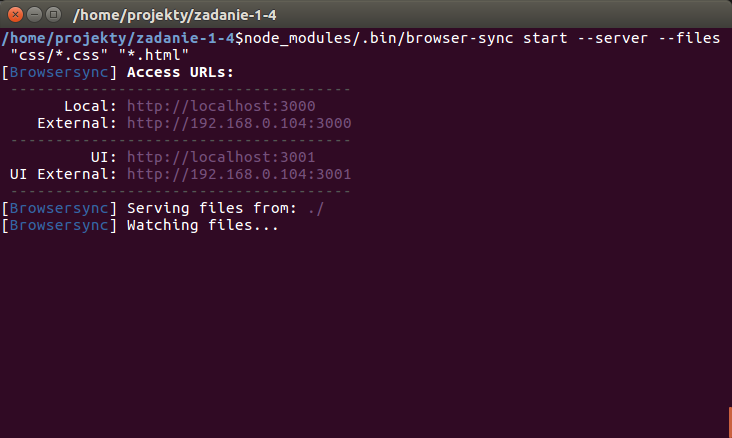 /home/projekty/zadanie-1-4
/home/projekty/zadanie-1-4$node_modules/.bin/browser-sync start --server --files
"css/*.css" "*.html"
[Browsersync] Access URLs:
--------------------------------------
Local: http://localhost:3000
External: http://192.168.0.104:3000
--------------------------------------
UI: http://localhost:3001
UI External: http://192.168.0.104:3001
--------------------------------------
[Browsersync] Serving files from: ./
[Browsersync] Watching files...